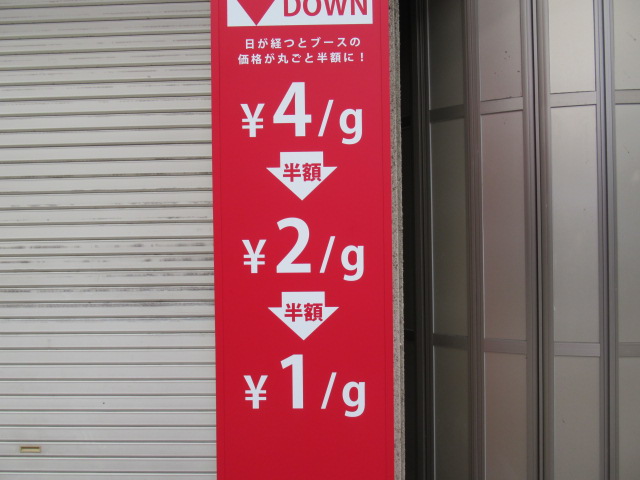 DOWN
日が経つとブースの
価格が丸ごと半額に！
¥4/g
半額
¥2/g
半額
¥1/g